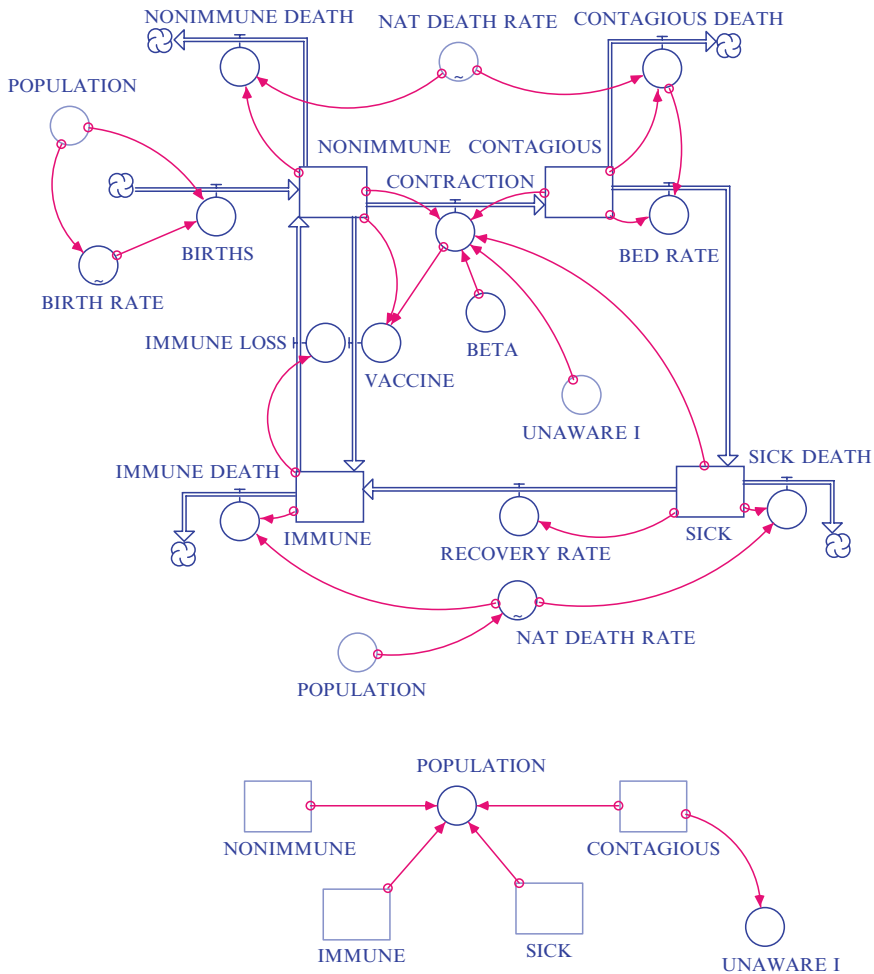 NONIMMUNE DEATH
NAT DEATH RATE
CONTAGIOUS DEATH
~
POPULATION
NONIMMUNE
CONTAGIOUS
CONTRACTION
BIRTHS
BED RATE
~
BIRTH RATE
IMMUNE LOSS
VACCINE
BETA
UNAWARE I
IMMUNE DEATH
SICK DEATH
IMMUNE
RECOVERY RATE
SICK
~
NAT DEATH RATE
POPULATION
POPULATION
NONIMMUNE
CONTAGIOUS
IMMUNE
SICK
UNAWARE I